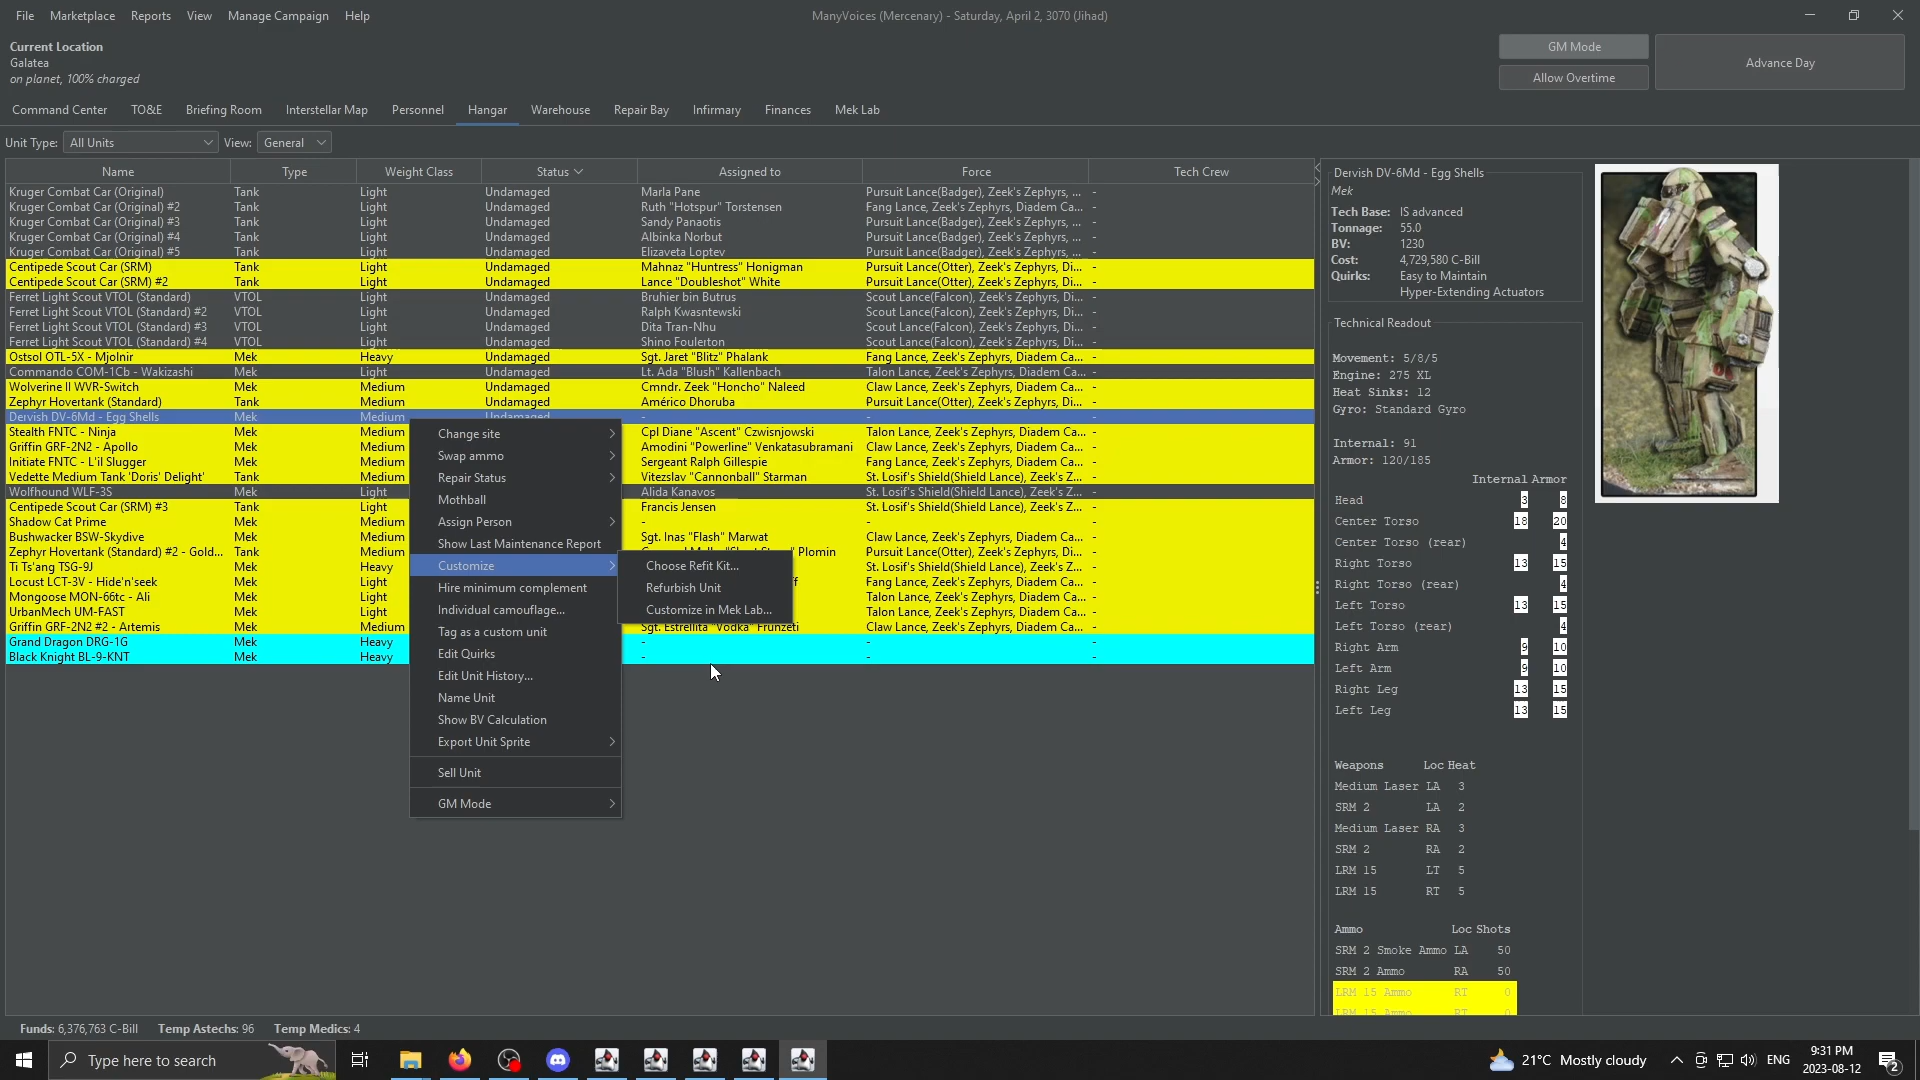 File Marketplace Reports View Manage Campaign Help
ManyVoices (Mercenary) - Saturday, April 2, 3070 (Jihad)
Current Location
Galatea
on planet, 100% charged
GM Mode
Allow Overtime
Advance Day
Command Center TO&E Briefing Room Interstellar Map Personnel Hangar Warehouse Repair Bay Infirmary Finances Mek Lab
Unit Type: All Units View: General
Name Type Weight Class Status Assigned to Force Tech Crew
Kruger Combat Car (Original) Tank Light Undamaged Marla Pane Pursuit Lance(Badger), Zeek's Zephyrs, ... -
Kruger Combat Car (Original) #2 Tank Light Undamaged Ruth "Hotspur" Torstensen Fang Lance, Zeek's Zephyrs, Diadem Ca... -
Kruger Combat Car (Original) #3 Tank Light Undamaged Sandy Panaotis Pursuit Lance(Badger), Zeek's Zephyrs, ... -
Kruger Combat Car (Original) #4 Tank Light Undamaged Albinka Norbut Pursuit Lance(Badger), Zeek's Zephyrs, ... -
Kruger Combat Car (Original) #5 Tank Light Undamaged Elizaveta Loptev Pursuit Lance(Badger), Zeek's Zephyrs, ... -
Centipede Scout Car (SRM) Tank Light Undamaged Mahnaz "Huntress" Honigman Pursuit Lance(Otter), Zeek's Zephyrs, Di... -
Centipede Scout Car (SRM) #2 Tank Light Undamaged Lance "Doubleshot" White Pursuit Lance(Otter), Zeek's Zephyrs, Di... -
Ferret Light Scout VTOL (Standard) VTOL Light Undamaged Bruhier bin Butrus Scout Lance(Falcon), Zeek's Zephyrs, Di... -
Ferret Light Scout VTOL (Standard) #2 VTOL Light Undamaged Ralph Kwasntewski Scout Lance(Falcon), Zeek's Zephyrs, Di... -
Ferret Light Scout VTOL (Standard) #3 VTOL Light Undamaged Dita Tran-Nhu Scout Lance(Falcon), Zeek's Zephyrs, Di... -
Ferret Light Scout VTOL (Standard) #4 VTOL Light Undamaged Shino Foulerton Scout Lance(Falcon), Zeek's Zephyrs, Di... -
Ostsol OTL-5X - Mjolnir Mek Heavy Undamaged Sgt. Jaret "Blitz" Phalank Fang Lance, Zeek's Zephyrs, Diadem Ca... -
Commando COM-1Cb - Wakizashi Mek Light Undamaged Lt. Ada "Blush" Kallenbach Talon Lance, Zeek's Zephyrs, Diadem Ca... -
Wolverine II WVR-Switch Mek Medium Undamaged Cmndr. Zeek "Honcho" Naleed Claw Lance, Zeek's Zephyrs, Diadem Ca... -
Zephyr Hovertank (Standard) Mek Medium Undamaged Américo Dhoruba Pursuit Lance(Otter), Zeek's Zephyrs, Di... -
Dervish DV-6Md - Egg Shells Mek Medium Undamaged - - -
Stealth FNTC - Ninja Mek Medium Cpl Diane "Ascent" Czwisnjowski Talon Lance, Zeek's Zephyrs, Diadem Ca... -
Griffin GRF-2N2 - Apollo Mek Medium Amodini "Powerline" Venkatasubramani Claw Lance, Zeek's Zephyrs, Diadem Ca... -
Initiate FNTC - L'il Slugger Mek Medium Sergeant Ralph Gillespie Fang Lance, Zeek's Zephyrs, Diadem Ca... -
Vedette Medium Tank 'Doris' Delight' Mek Medium Vitezslav "Cannonball" Starman St. Losif's Shield(Shield Lance), Zeek's Z... -
Wolfhound WLF-3S Mek Light Alida Kanavos St. Losif's Shield(Shield Lance), Zeek's Z... -
Centipede Scout Car (SRM) #3 Tank Light Francis Jensen St. Losif's Shield(Shield Lance), Zeek's Z... -
Shadow Cat Prime Mek Medium - - -
Bushwacker BSW-Skydive Mek Medium Sgt. Inas "Flash" Marwat Claw Lance, Zeek's Zephyrs, Diadem Ca... -
Zephyr Hovertank (Standard) #2 - Gold... Mek Medium Plomin Pursuit Lance(Otter), Zeek's Zephyrs, Di... -
Ti Ts'ang TSG-9J Mek Heavy St. Losif's Shield(Shield Lance), Zeek's Z... -
Locust LCT-3V - Hide'n'seek Mek Light Fang Lance, Zeek's Zephyrs, Diadem Ca... -
Mongoose MON-66tc - Ali Mek Light Talon Lance, Zeek's Zephyrs, Diadem Ca... -
UrbanMech UM-FAST Mek Light Talon Lance, Zeek's Zephyrs, Diadem Ca... -
Griffin GRF-2N2 #2 - Artemis Mek Medium Sgt. Estrellita "Vodka" Frunzeti Claw Lance, Zeek's Zephyrs, Diadem Ca... -
Grand Dragon DRG-1G Mek Heavy - - -
Black Knight BL-9-KNT Mek Heavy - - -
Change site
Swap ammo
Repair Status
Mothball
Assign Person
Show Last Maintenance Report
Customize
Hire minimum complement
Individual camouflage...
Tag as a custom unit
Edit Quirks
Edit Unit History...
Name Unit
Show BV Calculation
Export Unit Sprite
Sell Unit
GM Mode
Choose Refit Kit...
Refurbish Unit
Customize in Mek Lab...
Dervish DV-6Md - Egg Shells
Mek
Tech Base: IS advanced
Tonnage: 55.0
BV: 1230
Cost: 4,729,580 C-Bill
Quirks: Easy to Maintain
Hyper-Extending Actuators
Technical Readout
Movement: 5/8/5
Engine: 275 XL
Heat Sinks: 12
Gyro: Standard Gyro
Internal: 91
Armor: 120/185
Internal Armor
Head 3 8
Center Torso 18 20
Center Torso (rear) 4
Right Torso 13 15
Right Torso (rear) 4
Left Torso 13 15
Left Torso (rear) 4
Right Arm 9 10
Left Arm 9 10
Right Leg 13 15
Left Leg 13 15
Weapons Loc Heat
Medium Laser LA 3
SRM 2 LA 2
Medium Laser RA 3
SRM 2 RA 2
LRM 15 LT 5
LRM 15 RT 5
Ammo Loc Shots
SRM 2 Smoke Ammo LA 50
SRM 2 Ammo RA 50
LRM 15 Ammo RT 0
LRM 15 Ammo RT 0
Funds: 6,376,763 C-Bill Temp Astechs: 96 Temp Medics: 4
Type here to search
21°C Mostly cloudy
ENG
9:31 PM
2023-08-12
2